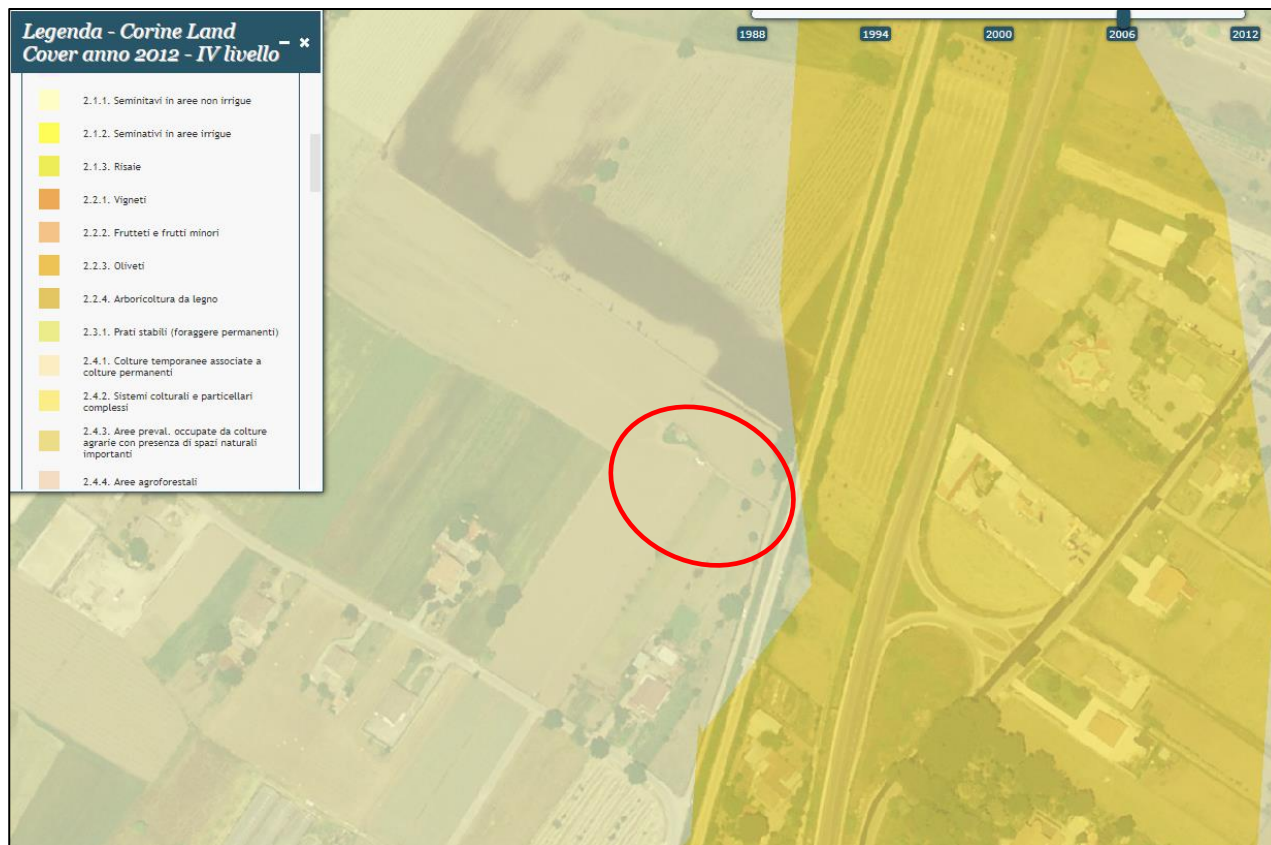 Legenda - Corine Land
Cover anno 2012 - IV livello
1988
1994
2000
2006
2012
2.1.1. Seminitavi in aree non irrigue
2.1.2. Seminativi in aree irrigue
2.1.3. Risaie
2.2.1. Vigneti
2.2.2. Frutteti e frutti minori
2.2.3. Oliveti
2.2.4. Arboricoltura da legno
2.3.1. Prati stabili (foraggere permanenti)
2.4.1. Colture temporanee associate a
colture permanenti
2.4.2. Sistemi colturali e particellari
complessi
2.4.3. Aree preval. occupate da colture
agrarie con presenza di spazi naturali
importanti
2.4.4. Aree agroforestali